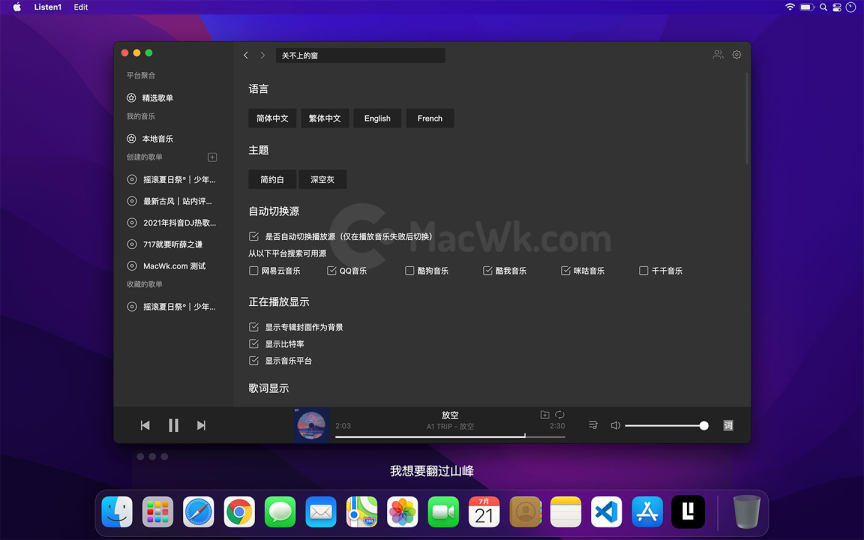 Listen1 Edit
关不上的窗
平台聚合
精选歌单
我的音乐
本地音乐
创建的歌单
摇滚夏日祭°｜少年...
最新古风｜站内评...
2021年抖音DJ热歌...
717就要听薛之谦
MacWk.com 测试
收藏的歌单
摇滚夏日祭°｜少年...
语言
简体中文 繁体中文 English French
主题
简约白 深空灰
自动切换源
是否自动切换播放源（仅在播放音乐失败后切换）
从以下平台搜索可用源
网易云音乐 QQ音乐 酷狗音乐 酷我音乐 咪咕音乐 千千音乐
正在播放显示
显示专辑封面作为背景
显示比特率
显示音乐平台
歌词显示
MacWk.com
放空
2:03 A1 TRIP - 放空 2:30
词
我想要翻过山峰
7月
21